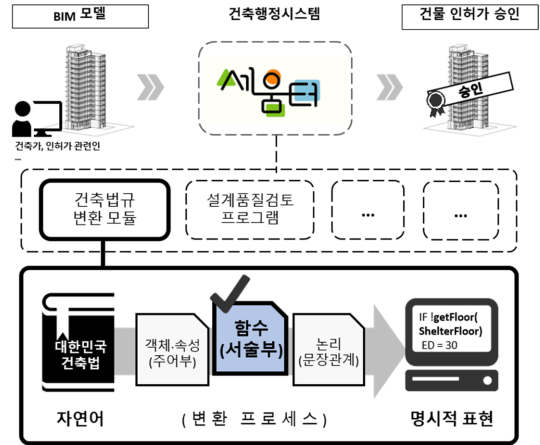 BIM 모델
건축행정시스템
건물 인허가 승인
세움터
승인
건축가, 인허가 관련인
...
건축법규
변환 모듈
설계품질검토
프로그램
...
...
대한민국
건축법
객체·속성
(주어부)
함수
(서술부)
논리
(문장관계)
IF !getFloor(
ShelterFloor)
ED = 30
자연어
(변환 프로세스)
명시적 표현